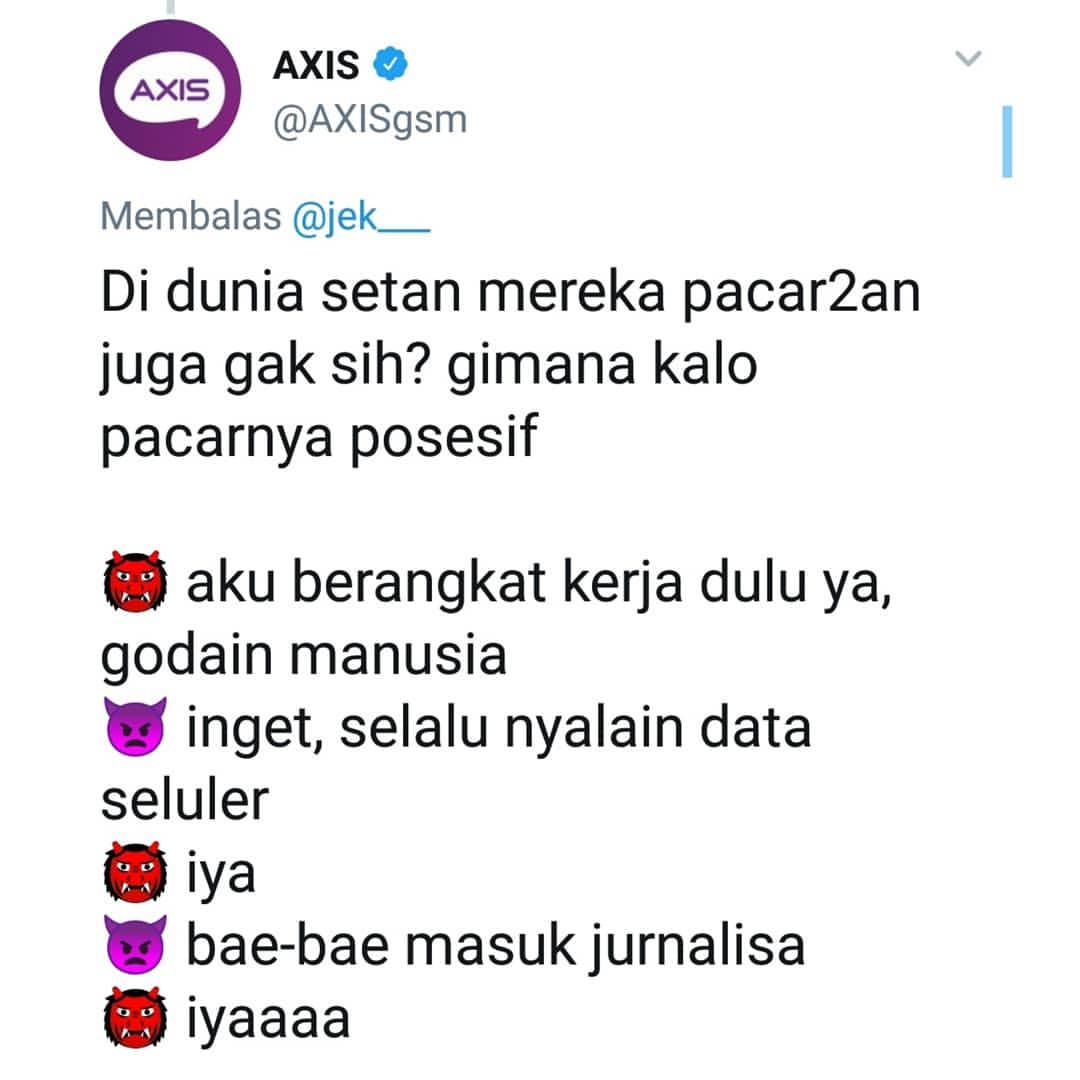 AXIS
AXIS
@AXISgsm
Membalas @jek___
Di dunia setan mereka pacar2an
juga gak sih? gimana kalo
pacarnya posesif
👹 aku berangkat kerja dulu ya,
godain manusia
👿 inget, selalu nyalain data
seluler
👹 iya
👿 bae-bae masuk jurnalisa
👹 iyaaaa